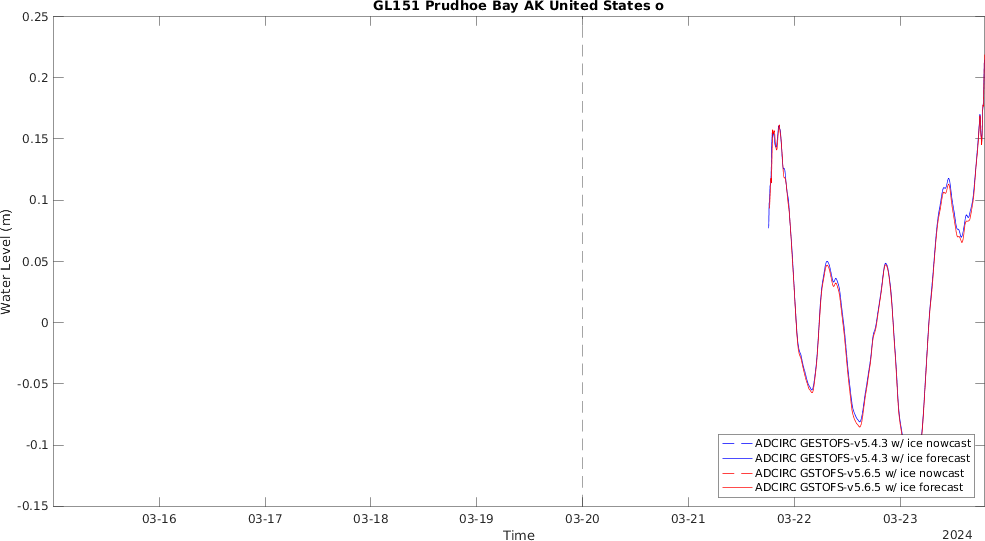 GL151 Prudhoe Bay AK United States o
0.25
0.2
0.15
0.1
0.05
0
-0.05
-0.1
-0.15
Water Level (m)
ADCIRC GESTOFS-v5.4.3 w/ ice nowcast
ADCIRC GESTOFS-v5.4.3 w/ ice forecast
ADCIRC GSTOFS-v5.6.5 w/ ice nowcast
ADCIRC GSTOFS-v5.6.5 w/ ice forecast
03-16 03-17 03-18 03-19 03-20 03-21 03-22 03-23
Time
2024